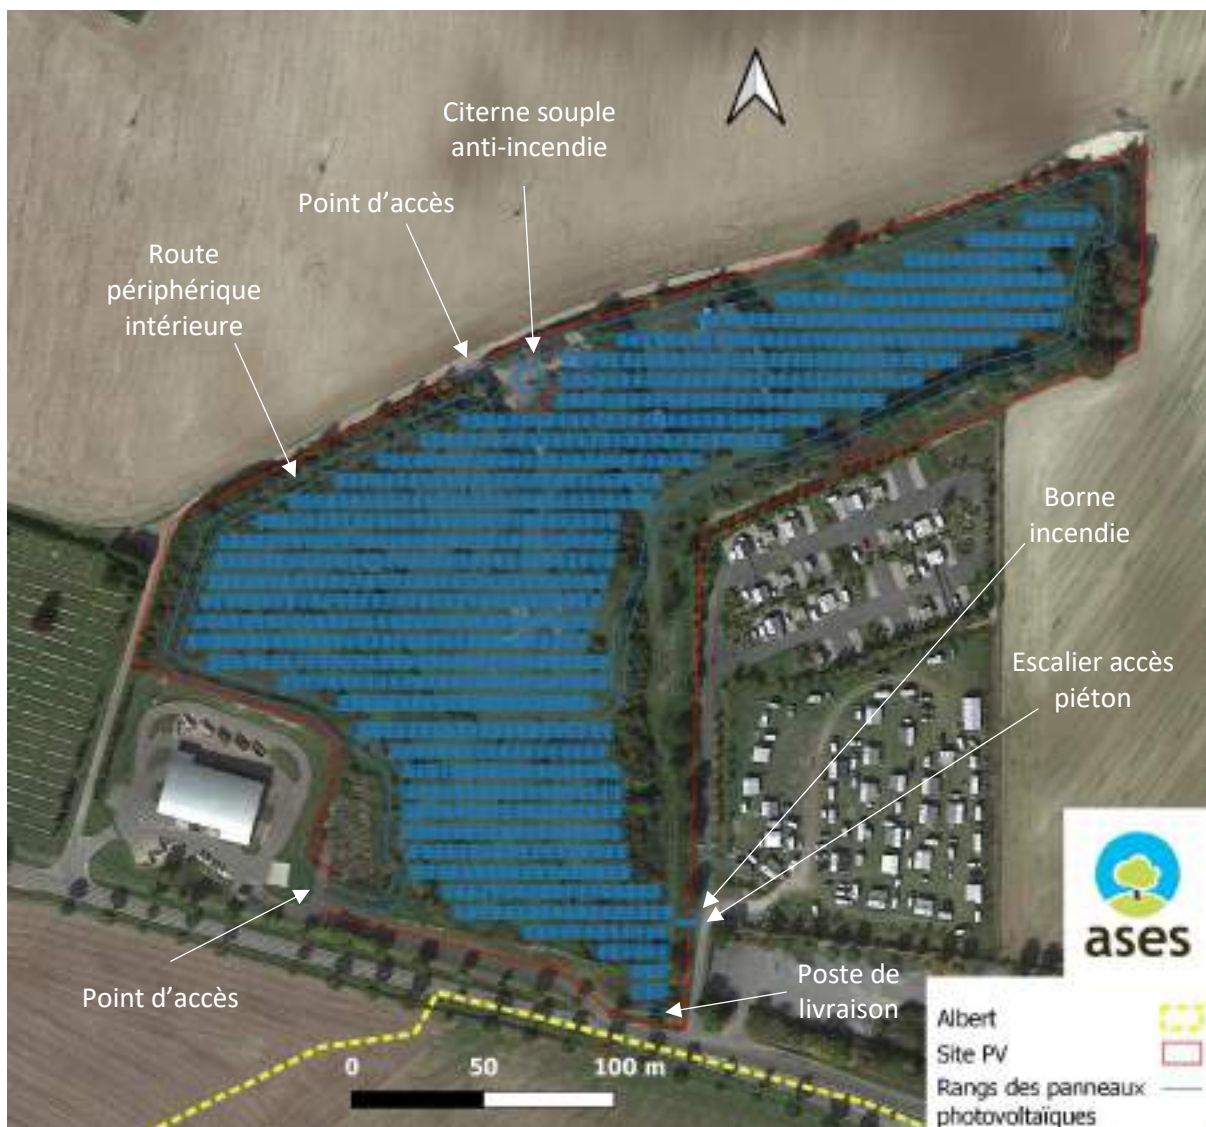 Citerne souple
anti-incendie
Point d’accès
Route
périphérique
intérieure
Borne
incendie
Escalier accès
piéton
Poste de
livraison
Point d’accès
0 50 100 m
ases
Albert
Site PV
Rangs des panneaux
photovoltaïques